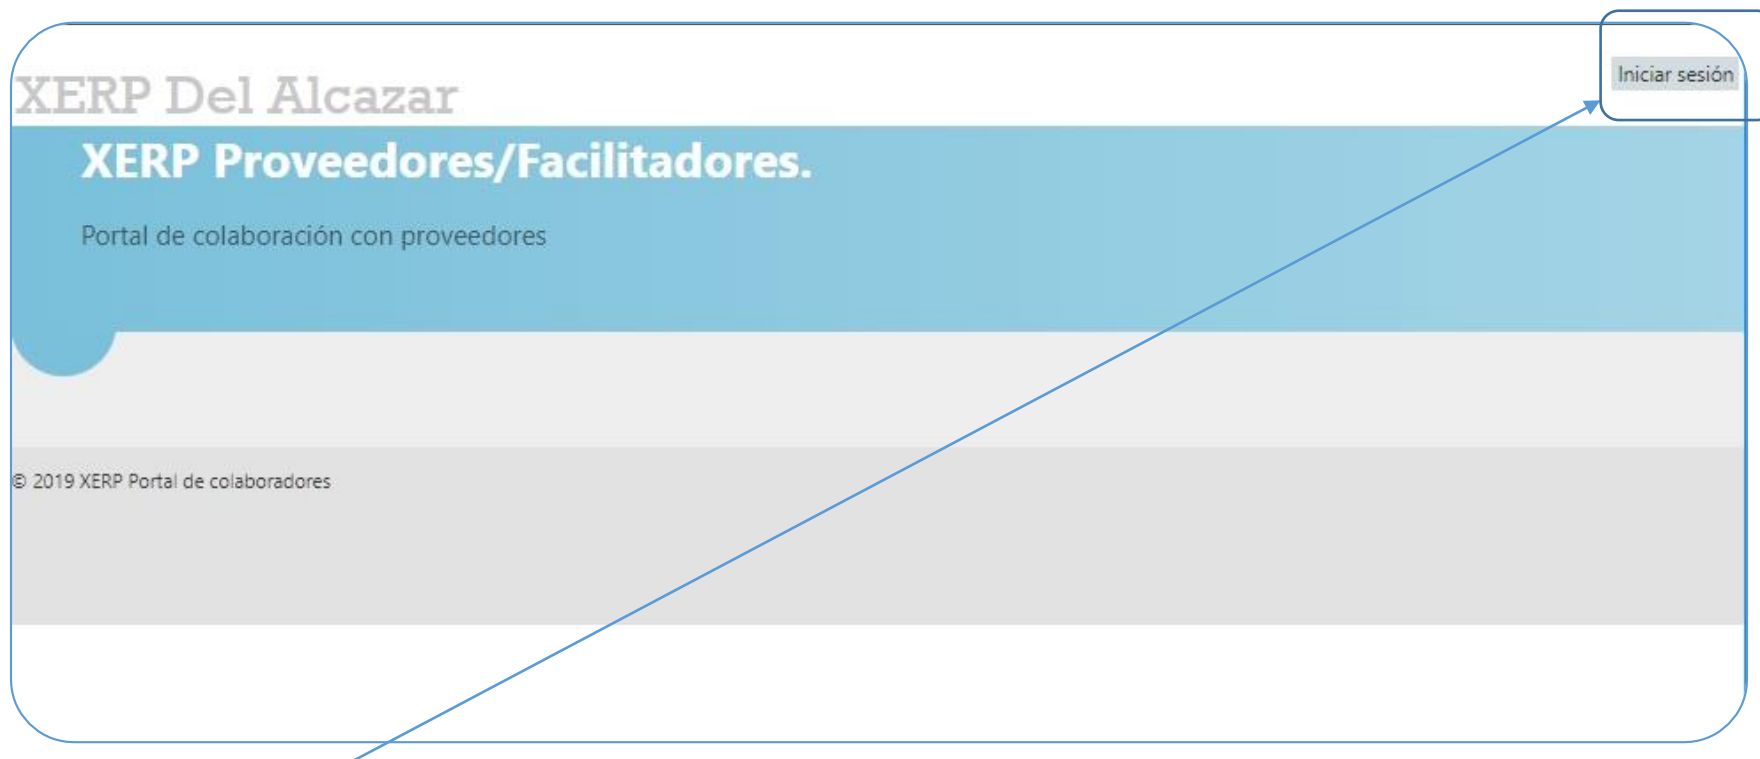 Iniciar sesión
XERP Del Alcazar
XERP Proveedores/Facilitadores.
Portal de colaboración con proveedores
© 2019 XERP Portal de colaboradores